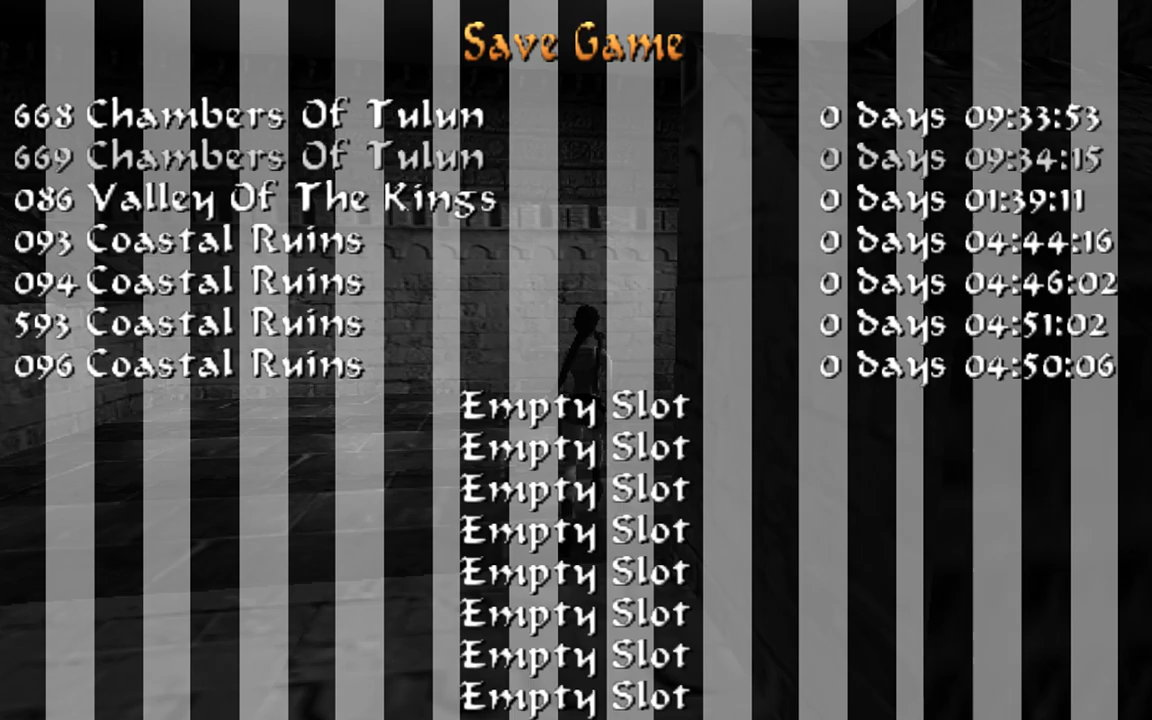 Save Game
668 Chambers Of Tulun 0 days 09:33:53
669 Chambers Of Tulun 0 days 09:34:15
086 Valley Of The Kings 0 days 01:39:11
093 Coastal Ruins 0 days 04:44:16
094 Coastal Ruins 0 days 04:46:02
593 Coastal Ruins 0 days 04:51:02
096 Coastal Ruins 0 days 04:50:06
Empty Slot
Empty Slot
Empty Slot
Empty Slot
Empty Slot
Empty Slot
Empty Slot
Empty Slot